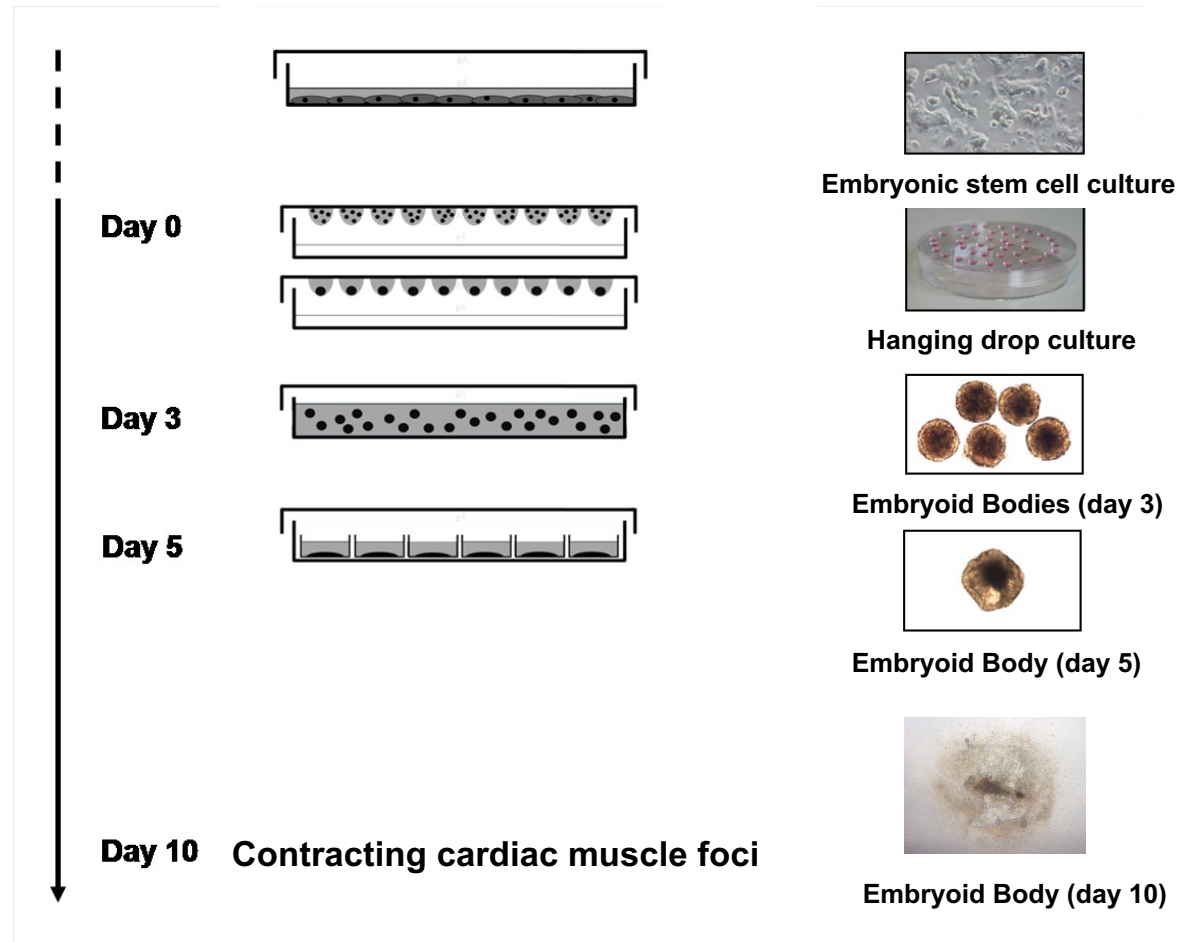 Embryonic stem cell culture
Day 0
Hanging drop culture
Day 3
Embryoid Bodies (day 3)
Day 5
Embryoid Body (day 5)
Day 10 Contracting cardiac muscle foci
Embryoid Body (day 10)